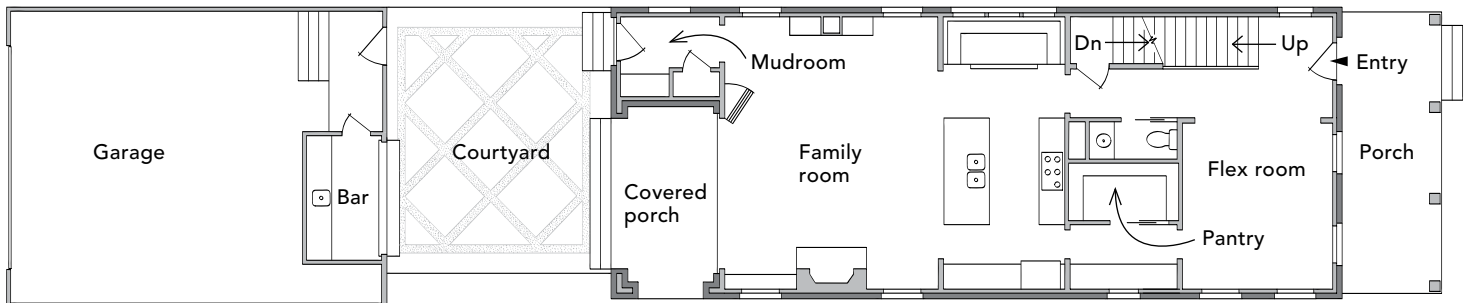 Garage
Bar
Courtyard
Mudroom
Covered
porch
Family
room
Dn
Up
Entry
Flex room
Pantry
Porch